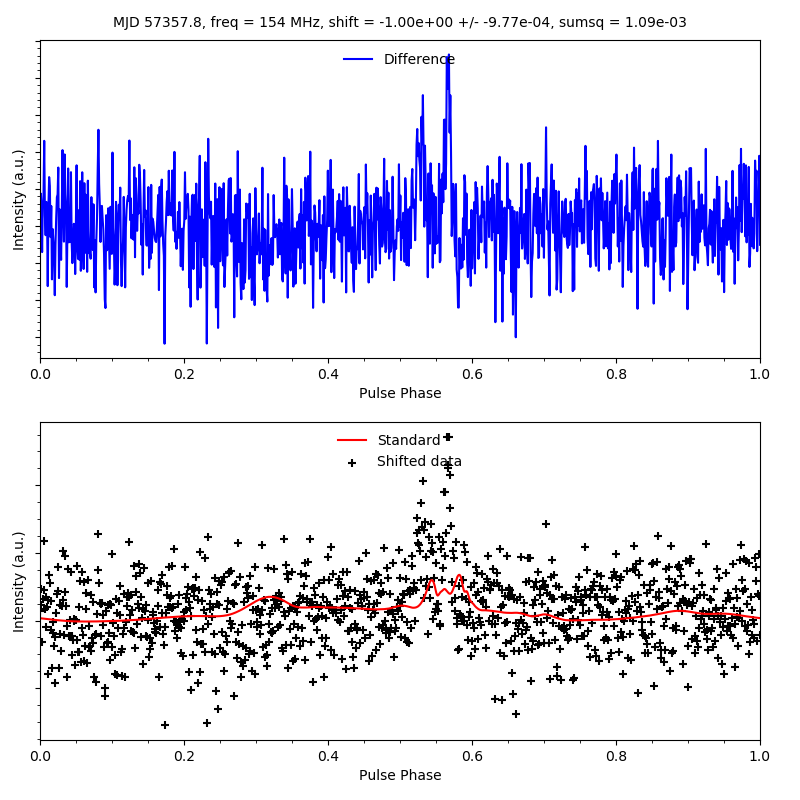 MJD 57357.8, freq = 154 MHz, shift = -1.00e+00 +/- -9.77e-04, sumsq = 1.09e-03
Difference
Intensity (a.u.)
0.0 0.2 0.4 0.6 0.8 1.0
Pulse Phase
Standard
Shifted data
Intensity (a.u.)
0.0 0.2 0.4 0.6 0.8 1.0
Pulse Phase